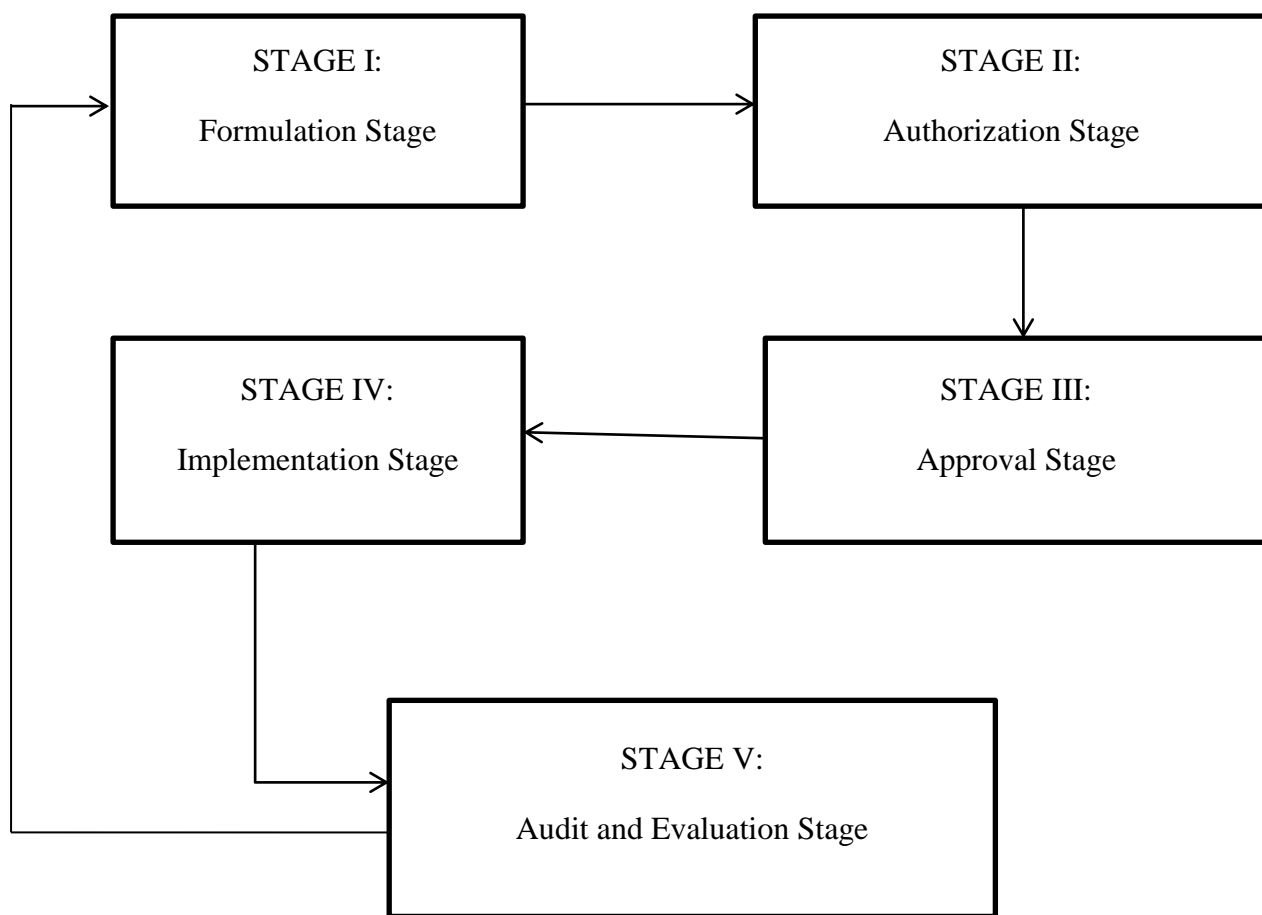 STAGE I:
Formulation Stage
STAGE II:
Authorization Stage
STAGE III:
Approval Stage
STAGE IV:
Implementation Stage
STAGE V:
Audit and Evaluation Stage